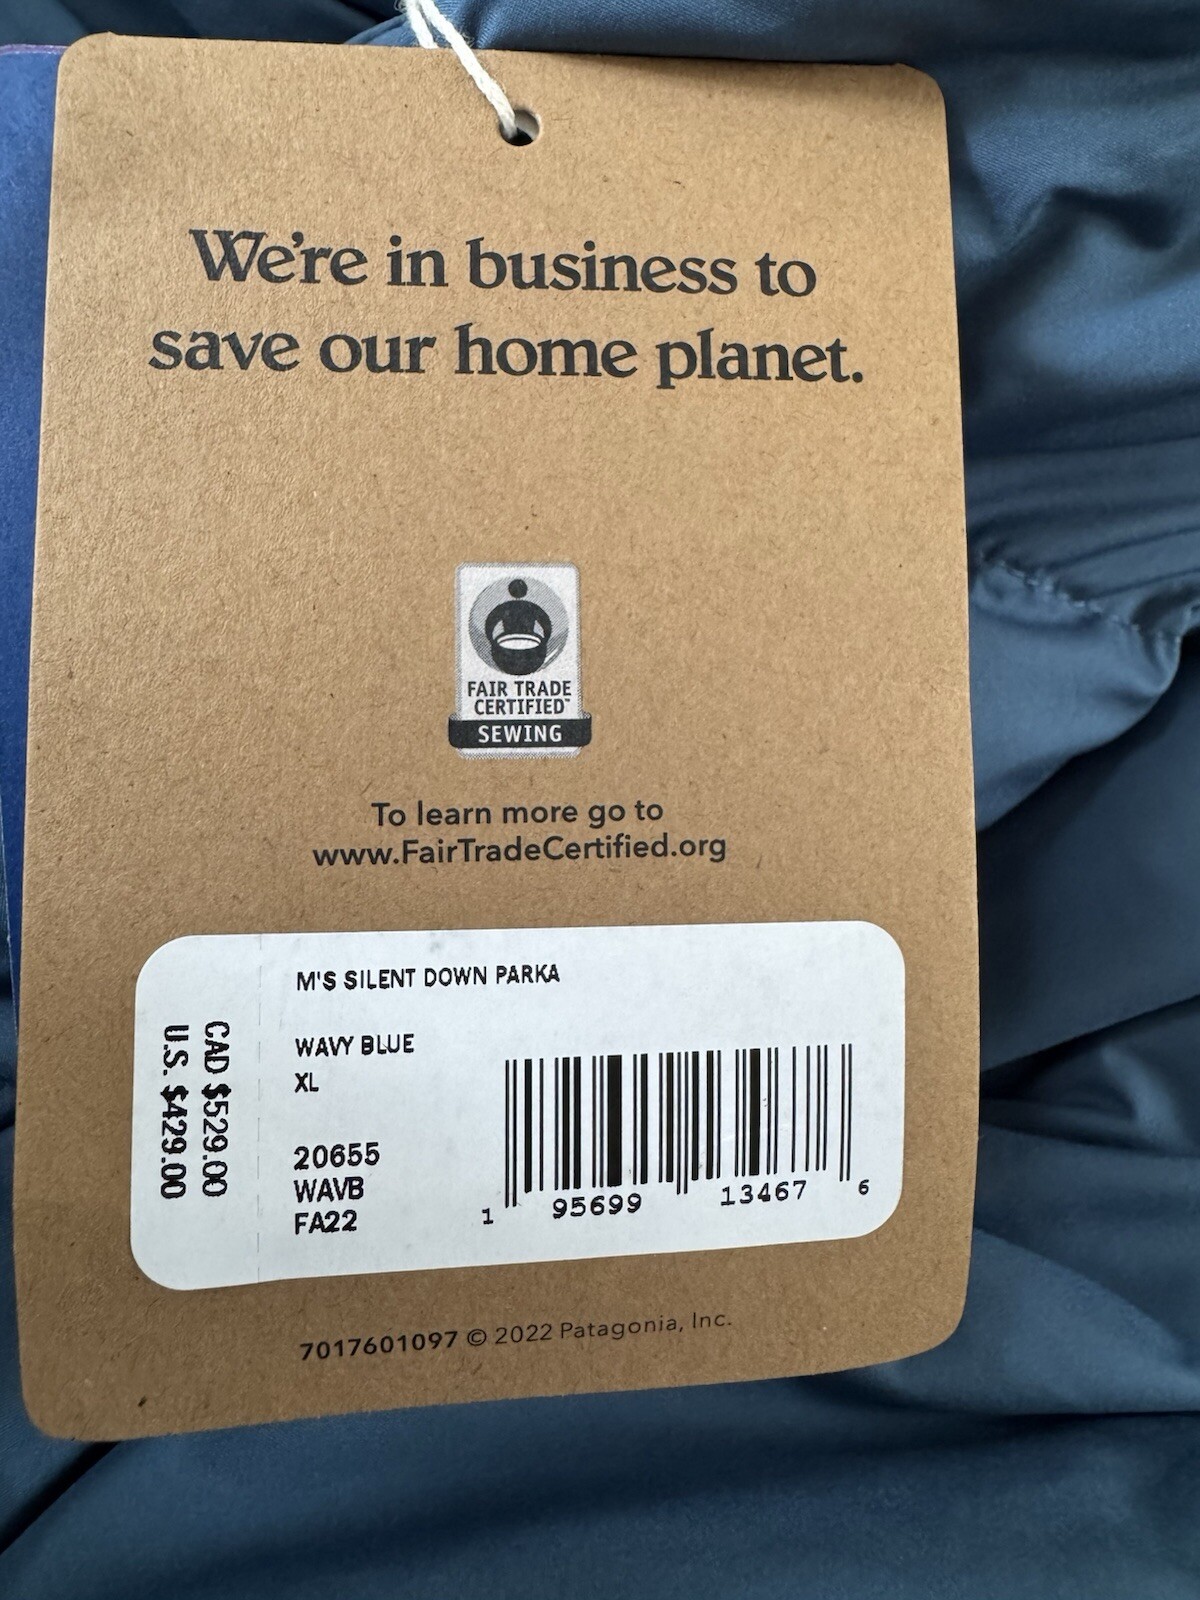 We're in business to
save our home planet.
FAIR TRADE
CERTIFIED™
SEWING
To learn more go to
www.FairTradeCertified.org
M'S SILENT DOWN PARKA
WAVY BLUE
XL
20655
WAVB
FA22
1 95699 13467 6
CAD $529.00
U.S. $429.00
7017601097 © 2022 Patagonia, Inc.